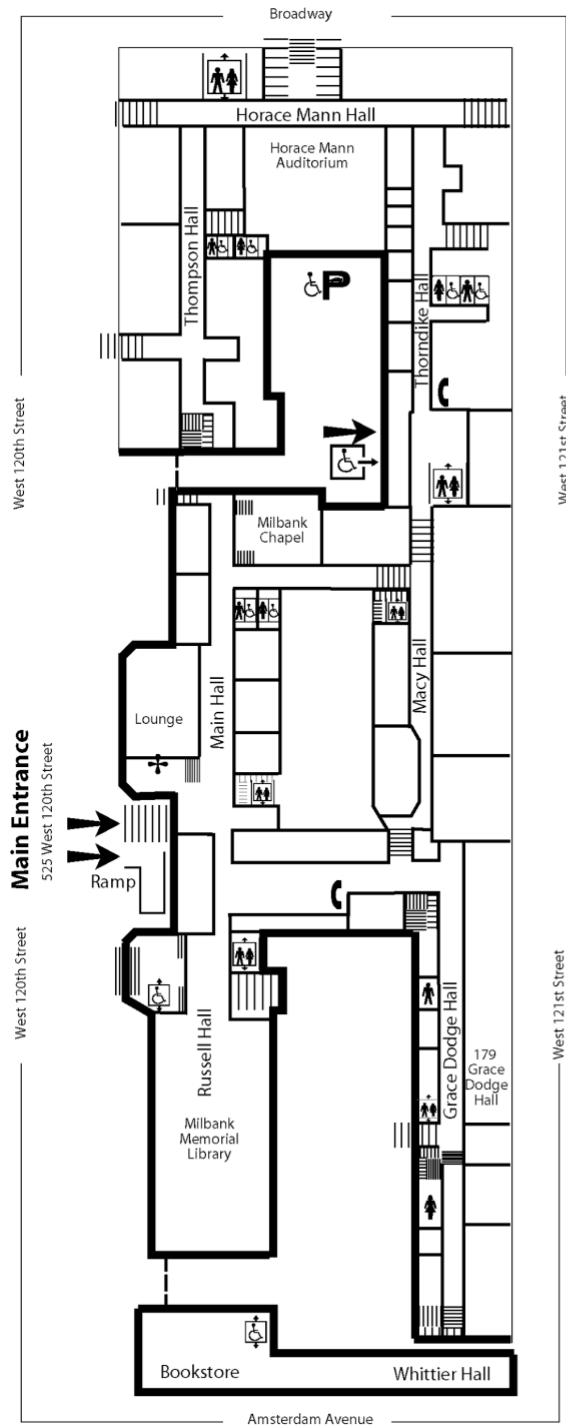 Broadway
Horace Mann Hall
Horace Mann
Auditorium
Thompson Hall
P
Thorndike Hall
West 120th Street
West 121st Street
Milbank
Chapel
Main Hall
Macy Hall
Lounge
Main Entrance
525 West 120th Street
Ramp
West 120th Street
West 121st Street
Russell Hall
Grace Dodge Hall
179
Grace
Dodge
Hall
Milbank
Memorial
Library
Bookstore
Whittier Hall
Amsterdam Avenue